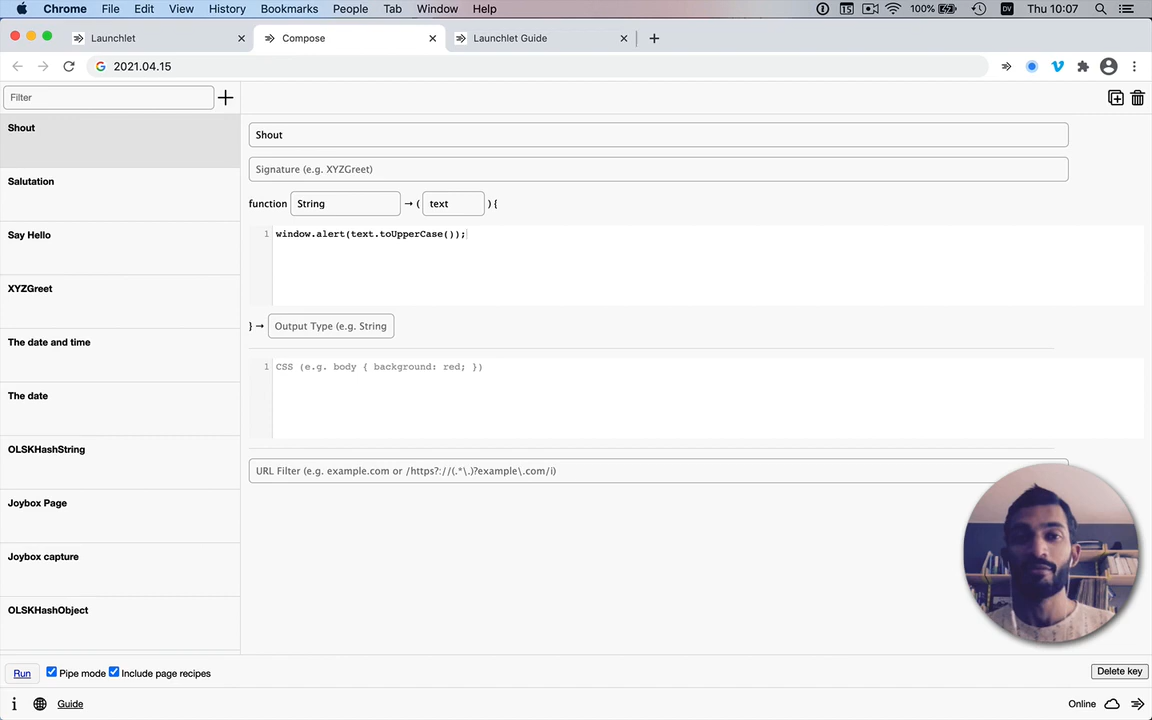 Chrome File Edit View History Bookmarks People Tab Window Help 15 100% DV Thu 10:07
Launchlet Compose Launchlet Guide
2021.04.15
Filter
Shout
Salutation
Say Hello
XYZGreet
The date and time
The date
OLSKHashString
Joybox Page
Joybox capture
OLSKHashObject
Shout
Signature (e.g. XYZGreet)
function String → ( text ) {
1 window.alert(text.toUpperCase());
} → Output Type (e.g. String
1 CSS (e.g. body { background: red; })
URL Filter (e.g. example.com or /https?://(.*\.)?example\.com/i)
Run Pipe mode Include page recipes Delete key
Guide Online